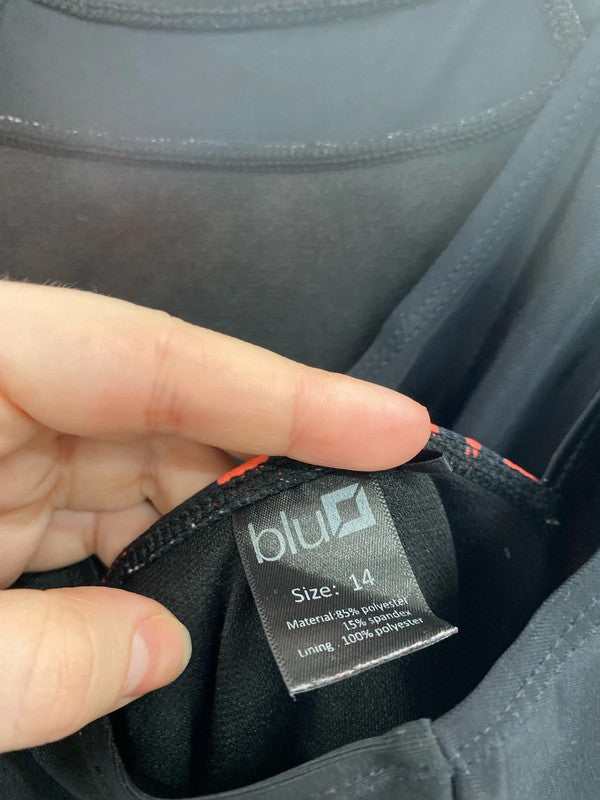 blu
Size: 14
Material:85% polyester
15% spandex
Lining . 100% polyester